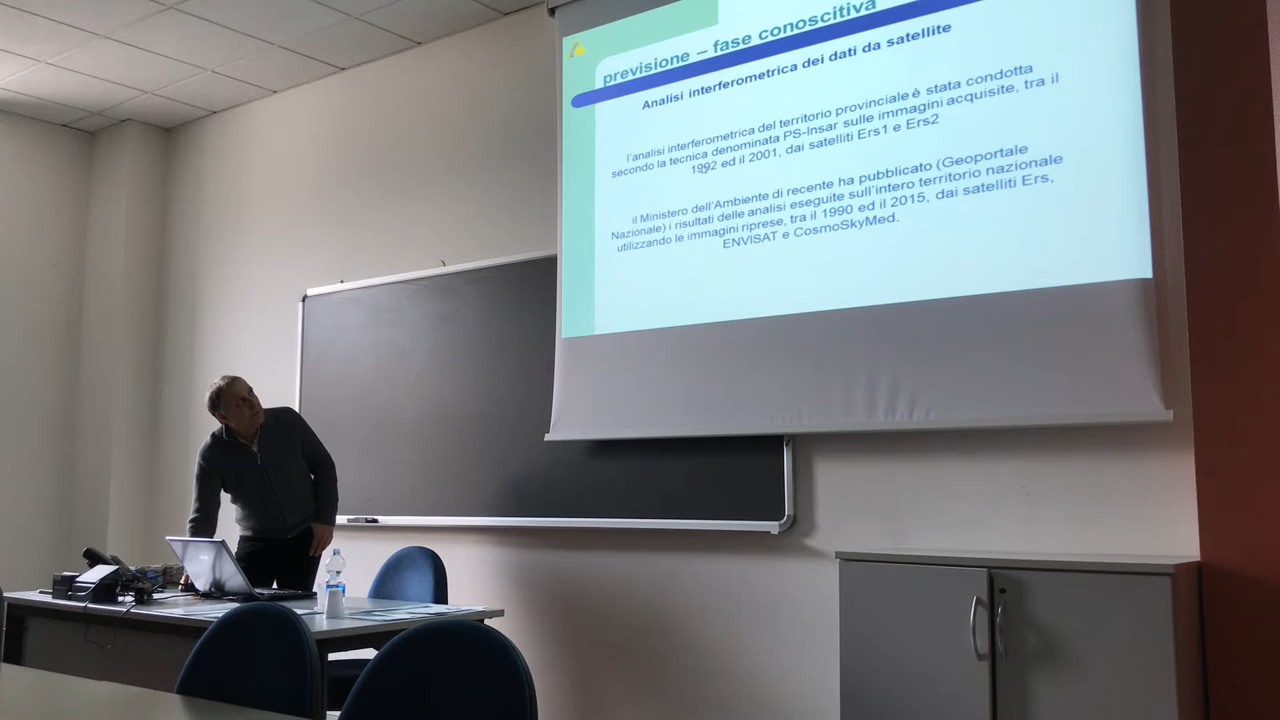 previsione – fase conoscitiva
Analisi interferometrica dei dati da satellite
l'analisi interferometrica del territorio provinciale è stata condotta
secondo la tecnica denominata PS-Insar sulle immagini acquisite, tra il
1992 ed il 2001, dai satelliti Ers1 e Ers2
il Ministero dell'Ambiente di recente ha pubblicato (Geoportale
Nazionale) i risultati delle analisi eseguite sull'intero territorio nazionale
utilizzando le immagini riprese, tra il 1990 ed il 2015, dai satelliti Ers,
ENVISAT e CosmoSkyMed.